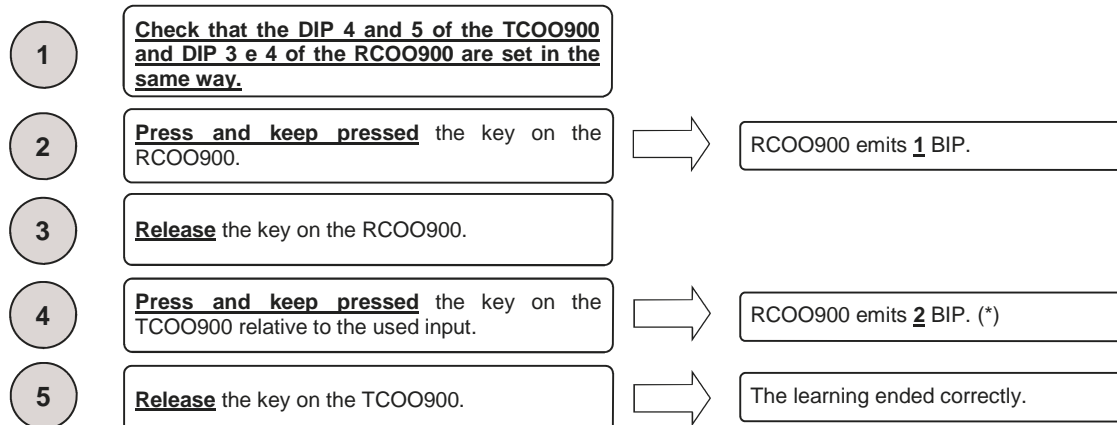 1
Check that the DIP 4 and 5 of the TCOO900
and DIP 3 e 4 of the RCOO900 are set in the
same way.
2
Press and keep pressed the key on the
RCOO900.
RCOO900 emits 1 BIP.
3
Release the key on the RCOO900.
4
Press and keep pressed the key on the
TCOO900 relative to the used input.
RCOO900 emits 2 BIP. (*)
5
Release the key on the TCOO900.
The learning ended correctly.